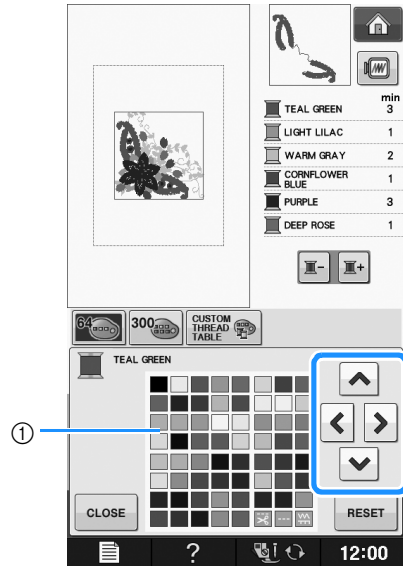 min
TEAL GREEN 3
LIGHT LILAC 1
WARM GRAY 2
CORNFLOWER
BLUE 1
PURPLE 3
DEEP ROSE 1
- +
64 300 CUSTOM
THREAD
TABLE
TEAL GREEN
①
CLOSE RESET
? 12:00